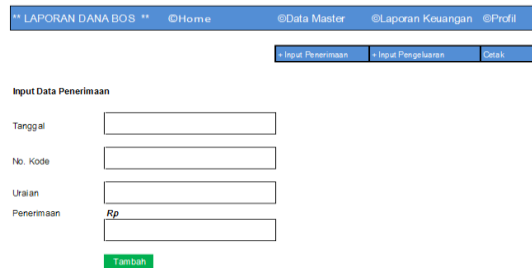 ** LAPORAN DANA BOS ** ©Home ©Data Master ©Laporan Keuangan ©Profil
+ Input Penerimaan + Input Pengeluaran Cetak
Input Data Penerimaan
Tanggal
No. Kode
Uraian
Penerimaan Rp
Tambah